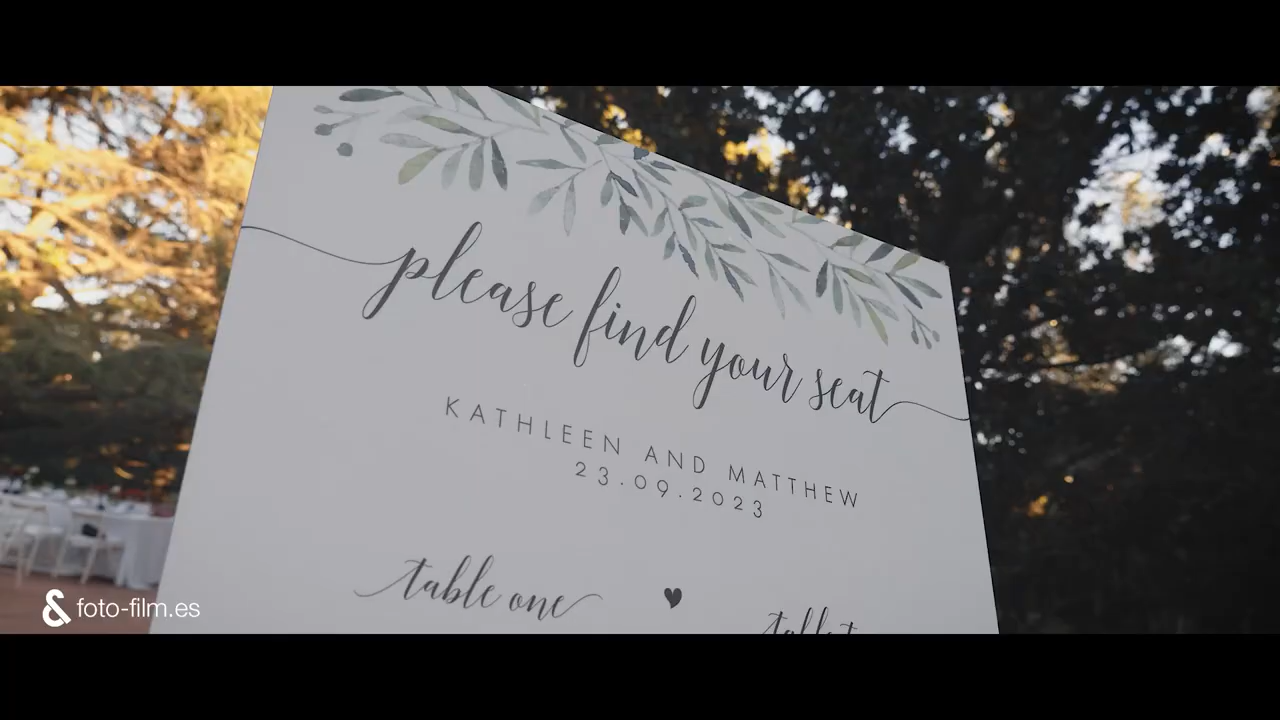 please find your seat
KATHLEEN AND MATTHEW
23.09.2023
table one
& foto-film.es